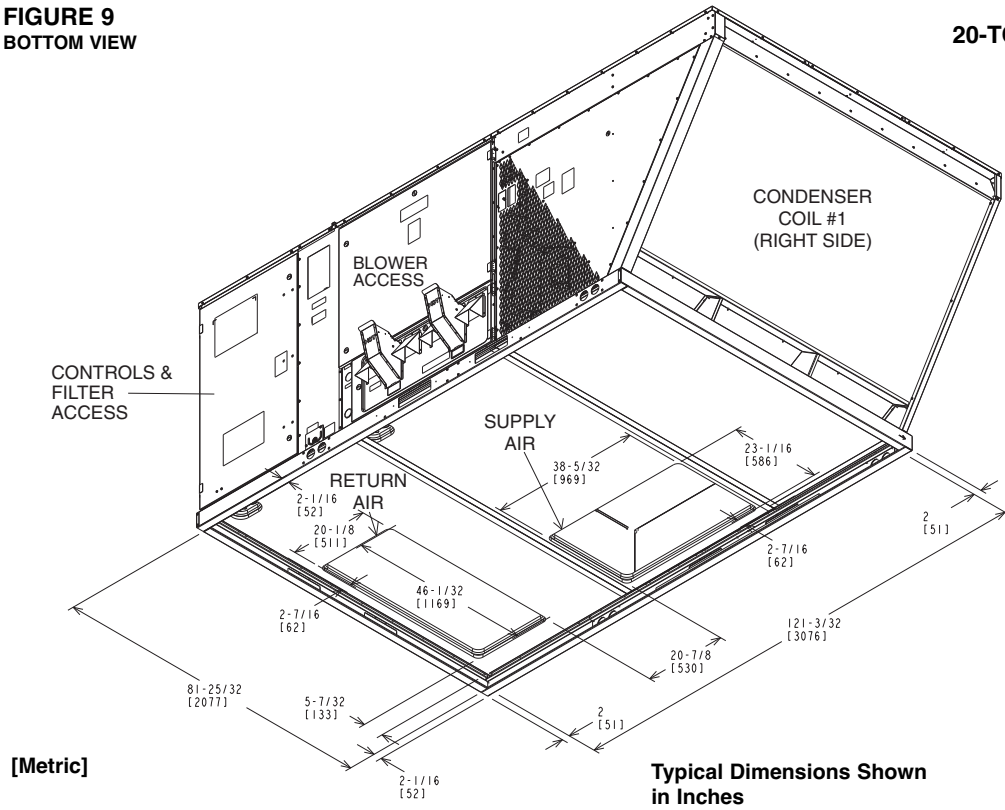 FIGURE 9
BOTTOM VIEW
20-TO
CONDENSER
COIL #1
(RIGHT SIDE)
BLOWER
ACCESS
CONTROLS &
FILTER
ACCESS
SUPPLY
AIR
23-1/16
[586]
38-5/32
[969]
RETURN
AIR
2-1/16
[52]
20-1/8
[511]
2
[51]
2-7/16
[62]
46-1/32
[1169]
2-7/16
[62]
121-3/32
[3076]
20-7/8
[530]
81-25/32
[2077]
5-7/32
[133]
2
[51]
[Metric]
2-1/16
[52]
Typical Dimensions Shown
in Inches